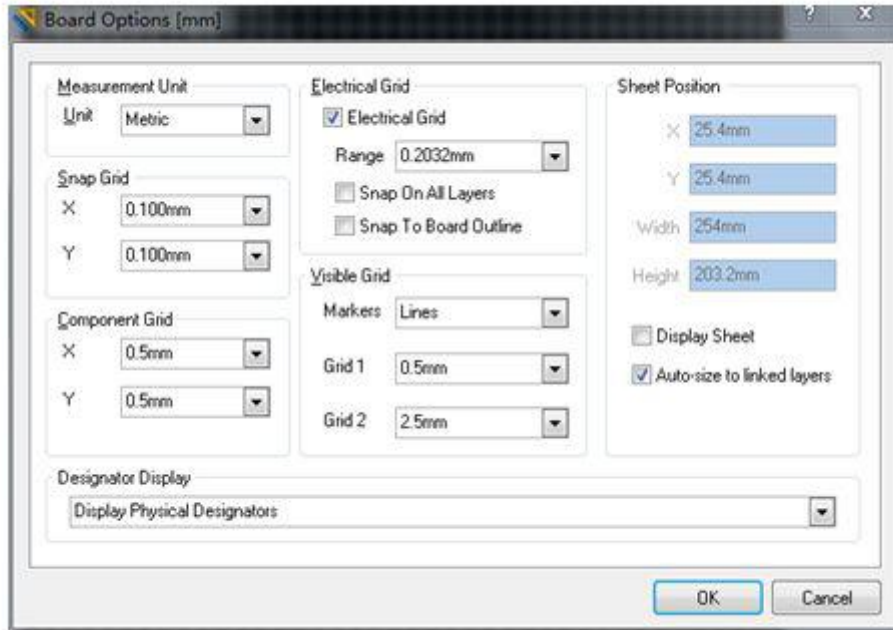 Board Options [mm]
Measurement Unit
Unit Metric
Snap Grid
X 0.100mm
Y 0.100mm
Component Grid
X 0.5mm
Y 0.5mm
Electrical Grid
Electrical Grid
Range 0.2032mm
Snap On All Layers
Snap To Board Outline
Visible Grid
Markers Lines
Grid 1 0.5mm
Grid 2 2.5mm
Sheet Position
X 25.4mm
Y 25.4mm
Width 254mm
Height 203.2mm
Display Sheet
Auto-size to linked layers
Designator Display
Display Physical Designators
OK Cancel